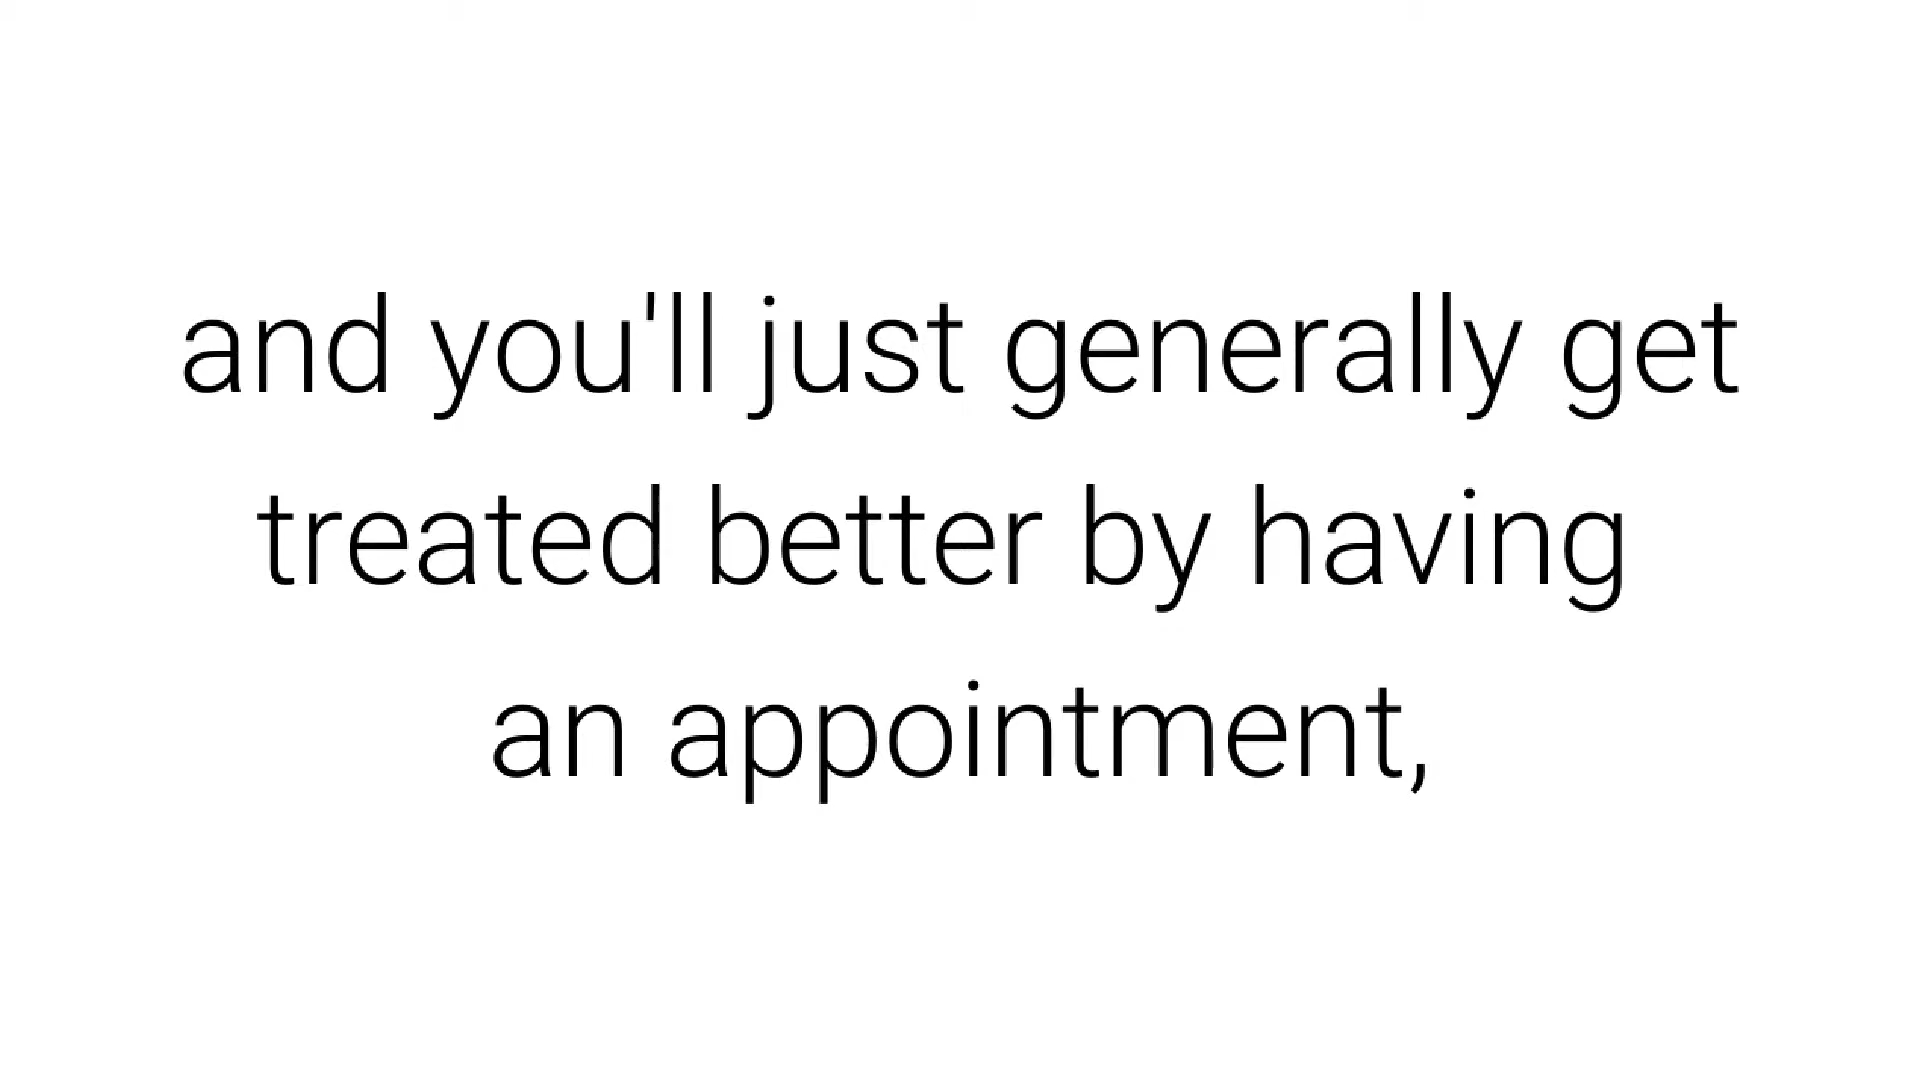 and you'll just generally get
treated better by having
an appointment,